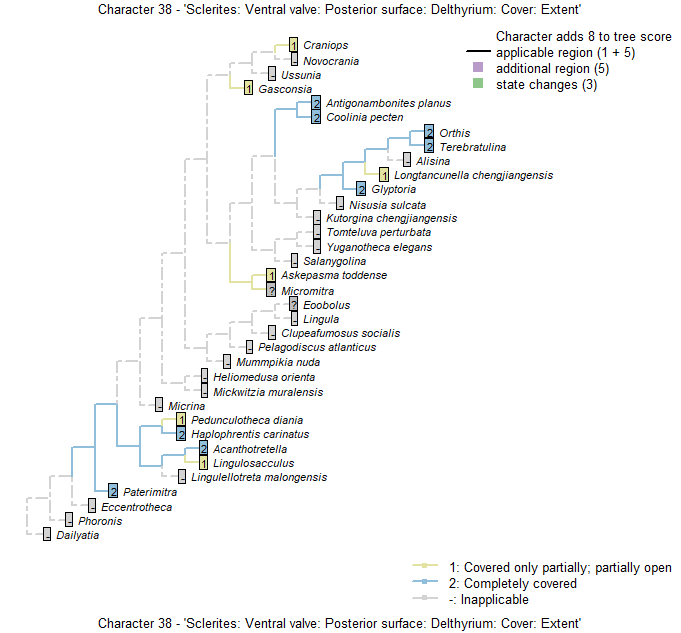 Character 38 - 'Sclerites: Ventral valve: Posterior surface: Delthyrium: Cover: Extent'
Character adds 8 to tree score
applicable region (1 + 5)
additional region (5)
state changes (3)
1 Craniops
- Novocrania
- Ussunia
1 Gasconsia
2 Antigonambonites planus
2 Coolinia pecten
2 Orthis
2 Terebratulina
- Alisina
1 Longtancunella chengjiangensis
2 Glyptoria
- Nisusia sulcata
- Kutorgina chengjiangensis
- Tomteluva perturbata
- Yuganotheca elegans
- Salanygolina
1 Askepasma toddense
? Micromitra
? Eoobolus
- Lingula
- Clupeafumosus socialis
- Pelagodiscus atlanticus
- Mummpikia nuda
- Heliomedusa orienta
- Mickwitzia muralensis
- Micrina
1 Pedunculotheca diania
2 Haplophrentis carinatus
2 Acanthotretella
1 Lingulosacculus
- Lingulellotreta malongensis
2 Paterimitra
- Eccentrotheca
- Phoronis
- Dailyatia
1: Covered only partially; partially open
2: Completely covered
-: Inapplicable
Character 38 - 'Sclerites: Ventral valve: Posterior surface: Delthyrium: Cover: Extent'